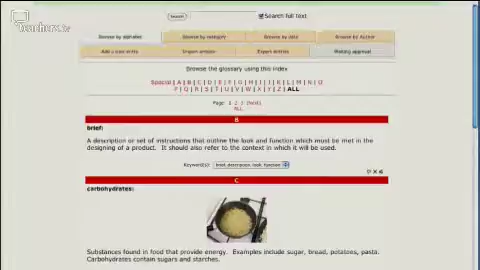 teachers.tv
Search
Search full text
Browse by alphabet
Browse by category
Browse by date
Browse by Author
Add a new entry
Import entries
Export entries
Waiting approval
Browse the glossary using this index
Special | A | B | C | D | E | F | G | H | I | J | K | L | M | N | O
P | Q | R | S | T | U | V | W | X | Y | Z | ALL
Page: 1 2 3 (Next)
ALL
B
brief:
A description or set of instructions that outline the look and function which must be met in the
designing of a product. It should also refer to the context in which it will be used.
Keyword(s): brief, description, look, function
C
carbohydrates:
Substances found in food that provide energy. Examples include sugar, bread, potatoes, pasta.
Carbohydrates contain sugars and starches.